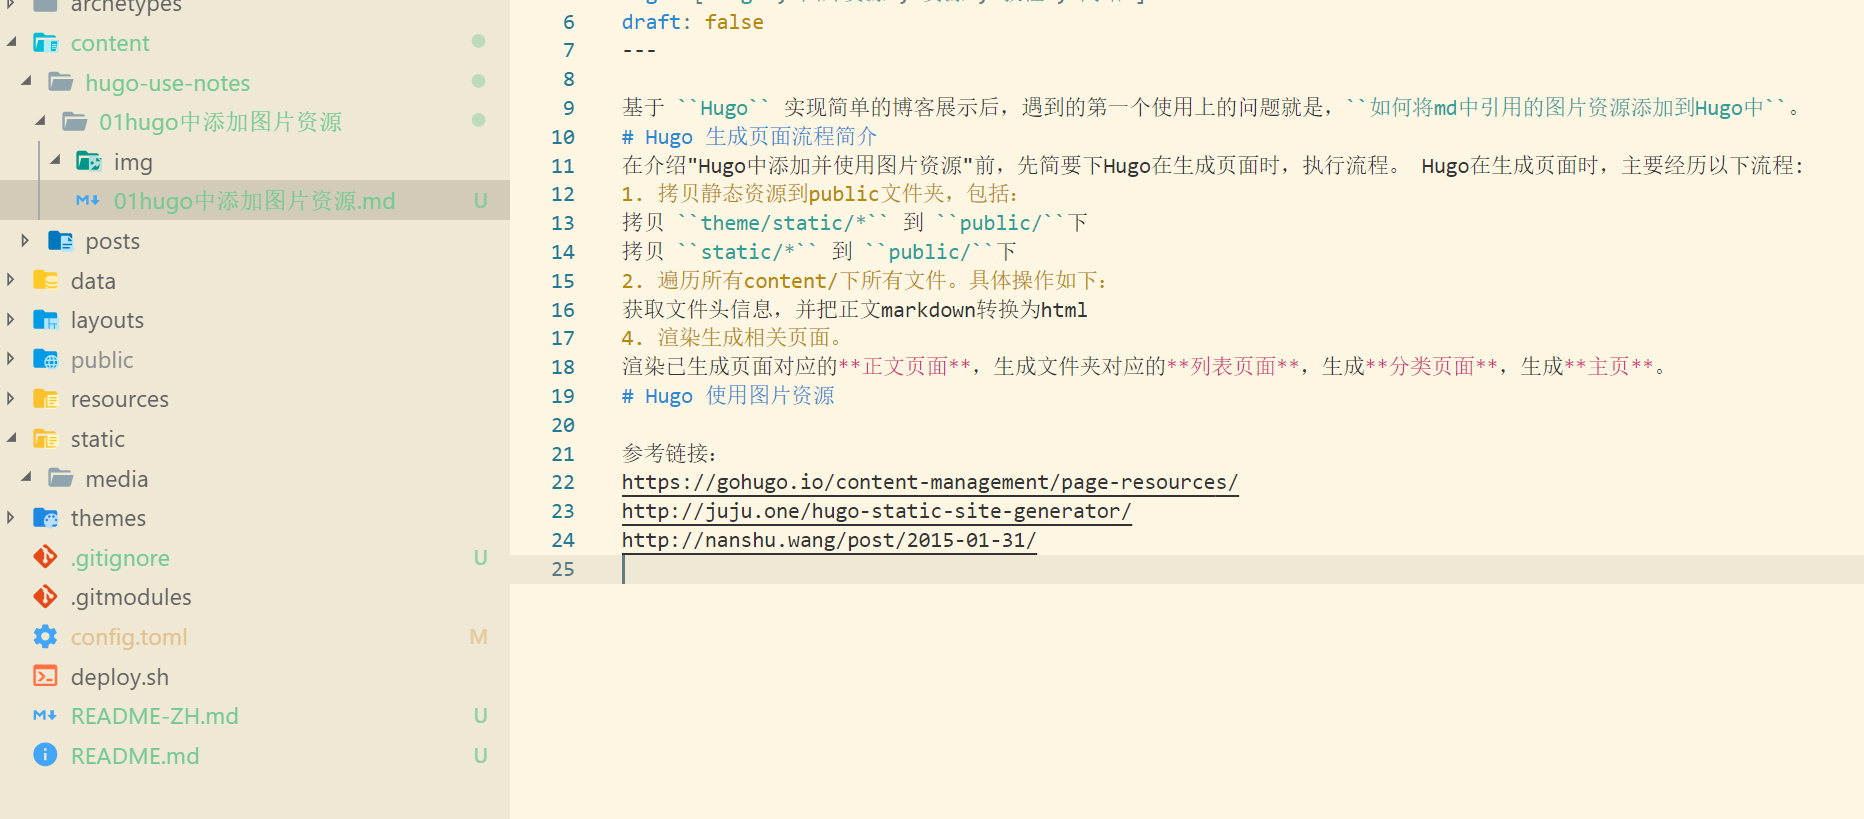 archetypes
content
hugo-use-notes
01hugo中添加图片资源
img
01hugo中添加图片资源.md U
posts
data
layouts
public
resources
static
media
themes
.gitignore U
.gitmodules
config.toml M
deploy.sh
README-ZH.md U
README.md U
6 draft: false
7 ---
8
9 基于 ``Hugo`` 实现简单的博客展示后，遇到的第一个使用上的问题就是，``如何将md中引用的图片资源添加到Hugo中``。
10 # Hugo 生成页面流程简介
11 在介绍"Hugo中添加并使用图片资源"前，先简要下Hugo在生成页面时，执行流程。 Hugo在生成页面时，主要经历以下流程：
12 1. 拷贝静态资源到public文件夹，包括：
13 拷贝 ``theme/static/*`` 到 ``public/``下
14 拷贝 ``static/*`` 到 ``public/``下
15 2. 遍历所有content/下所有文件。具体操作如下：
16 获取文件头信息，并把正文markdown转换为html
17 4. 渲染生成相关页面。
18 渲染已生成页面对应的**正文页面**，生成文件夹对应的**列表页面**，生成**分类页面**，生成**主页**。
19 # Hugo 使用图片资源
20
21 参考链接：
22 https://gohugo.io/content-management/page-resources/
23 http://juju.one/hugo-static-site-generator/
24 http://nanshu.wang/post/2015-01-31/
25